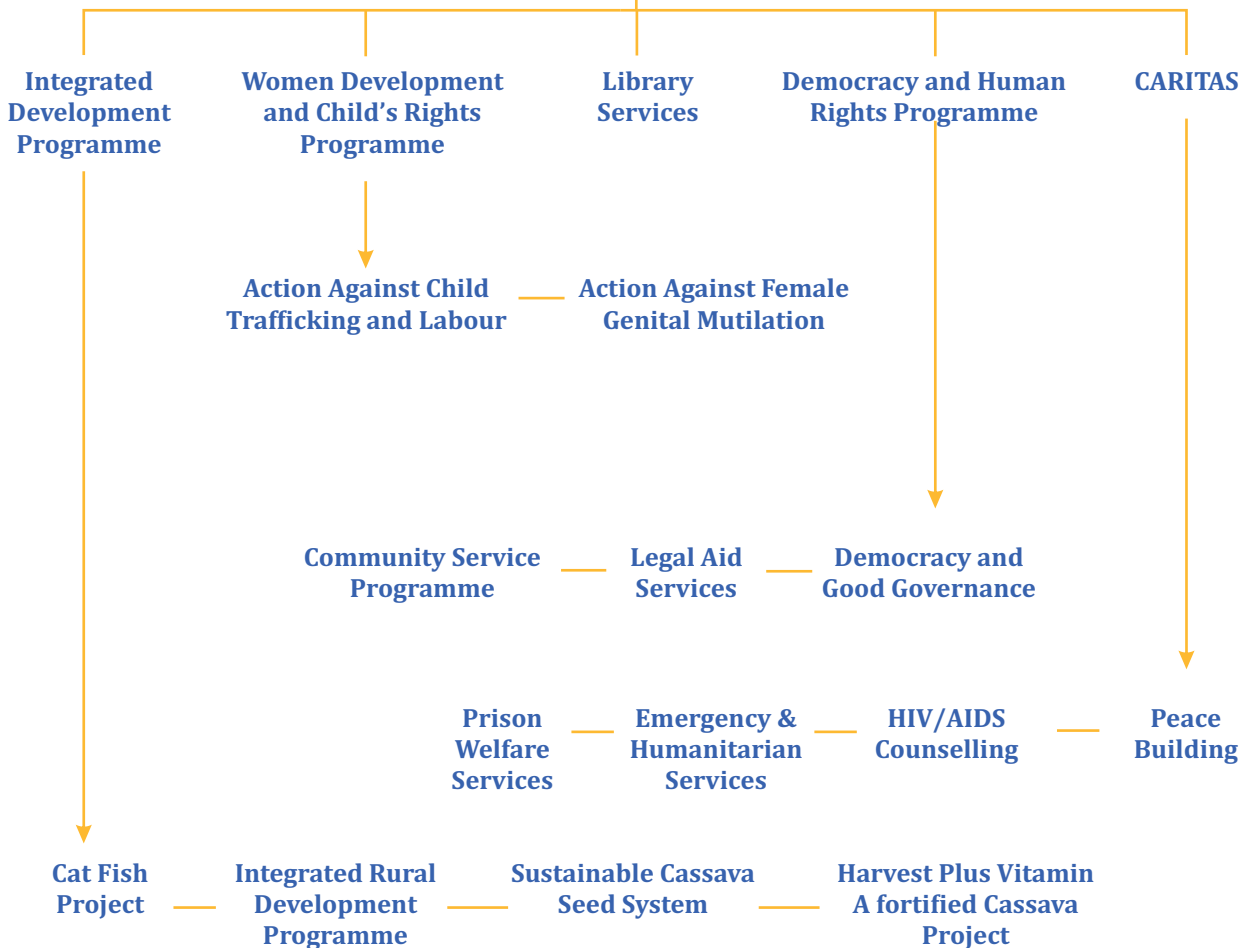 Integrated
Development
Programme
Women Development
and Child’s Rights
Programme
Library
Services
Democracy and Human
Rights Programme
CARITAS
Action Against Child
Trafficking and Labour
Action Against Female
Genital Mutilation
Community Service
Programme
Legal Aid
Services
Democracy and
Good Governance
Prison
Welfare
Services
Emergency &
Humanitarian
Services
HIV/AIDS
Counselling
Peace
Building
Cat Fish
Project
Integrated Rural
Development
Programme
Sustainable Cassava
Seed System
Harvest Plus Vitamin
A fortified Cassava
Project